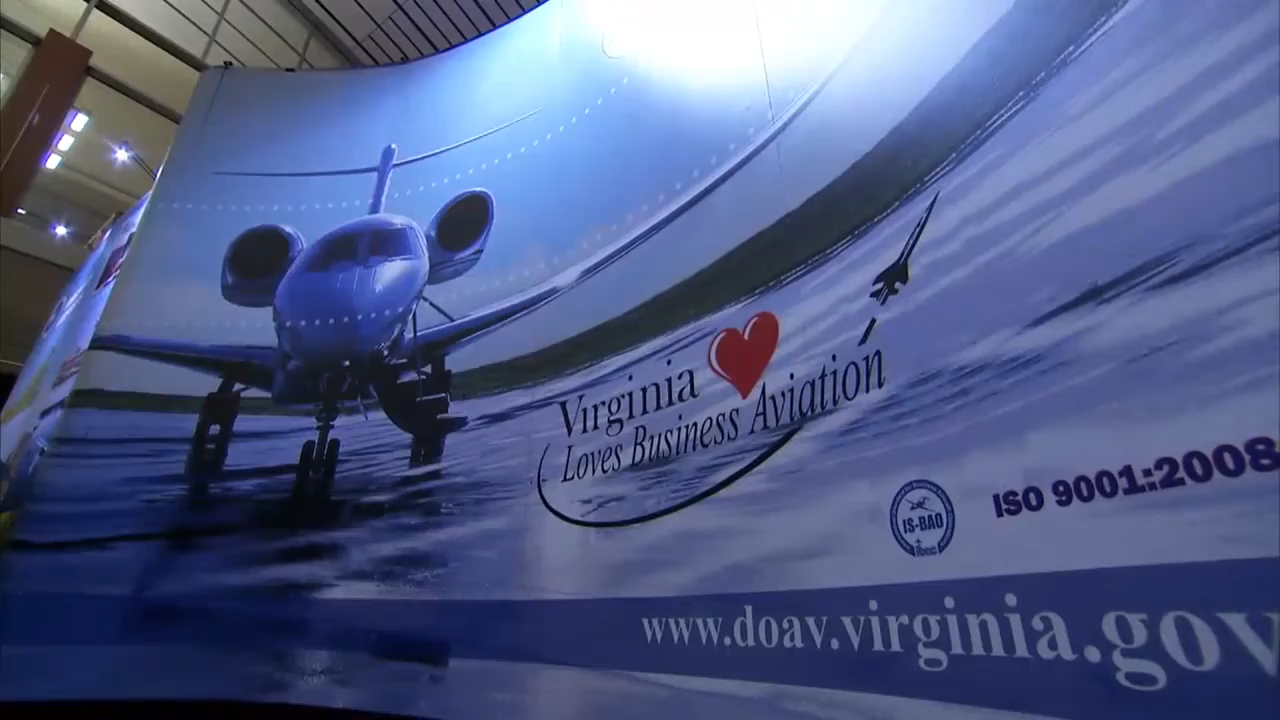 Virginia
Loves Business Aviation
IS-BAO
ISO 9001:2008
www.doav.virginia.gov